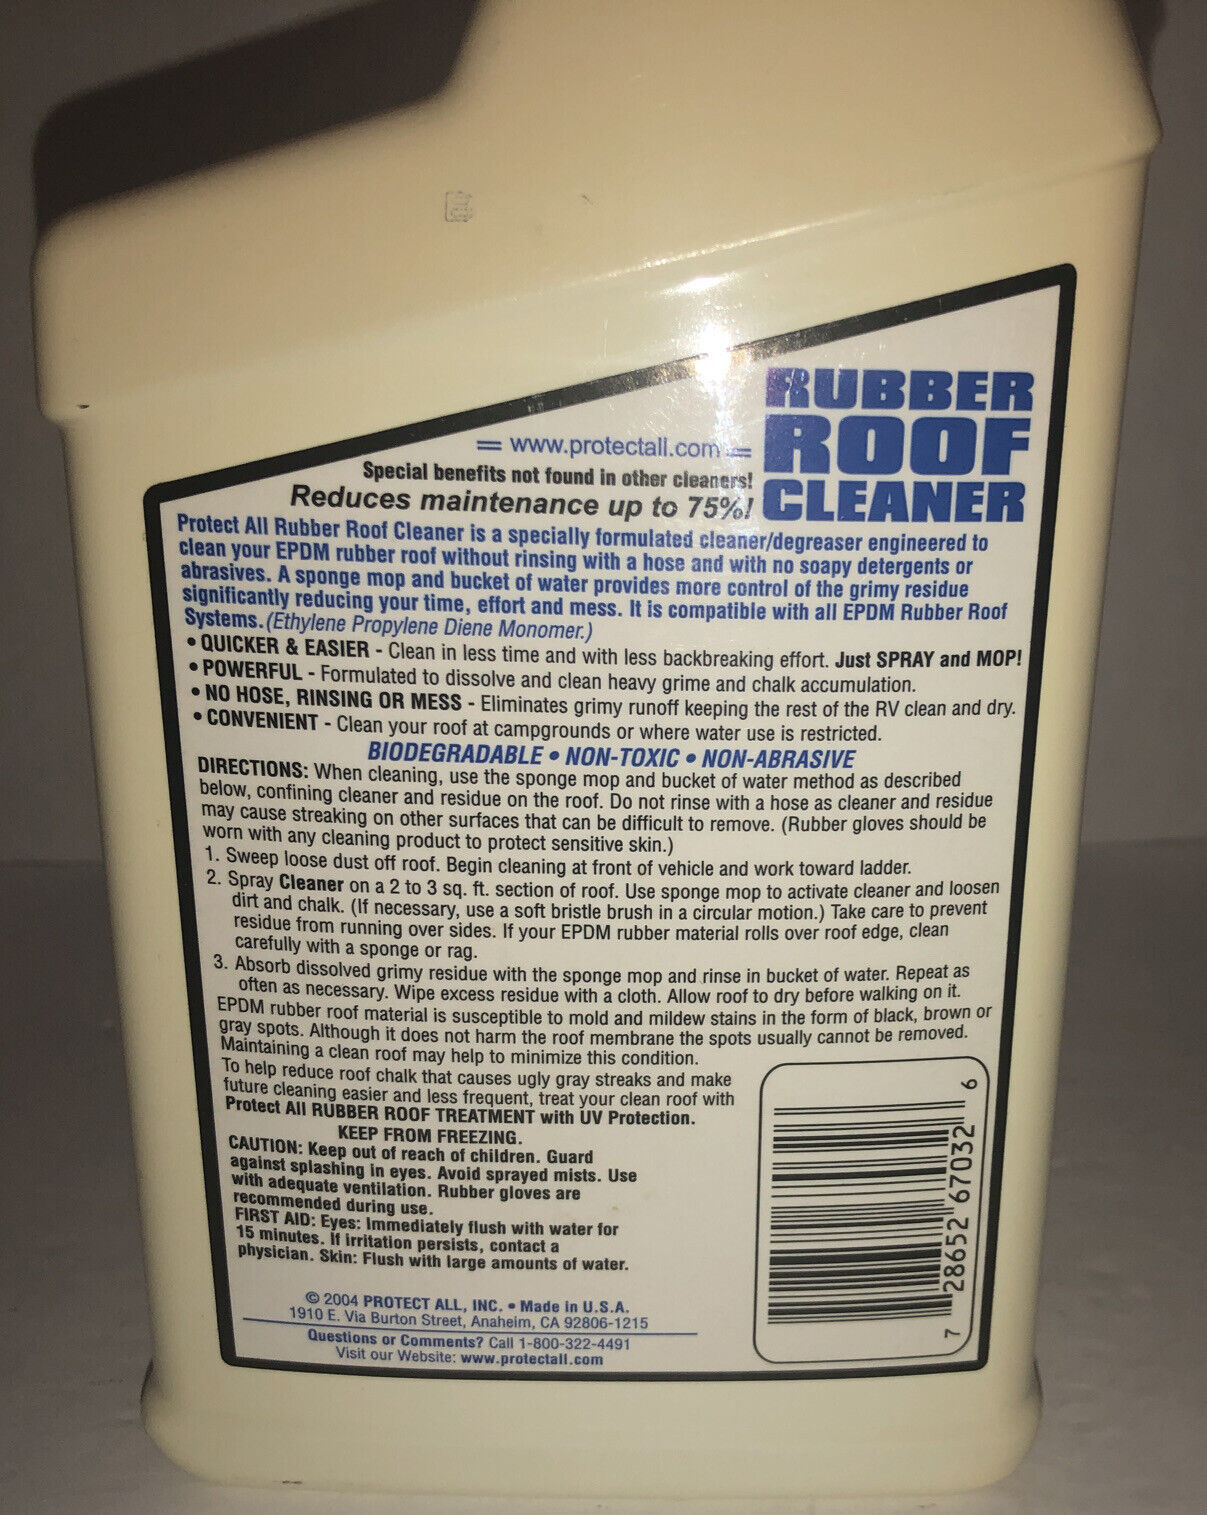 RUBBER
ROOF
CLEANER
www.protectall.com
Special benefits not found in other cleaners!
Reduces maintenance up to 75%!
Protect All Rubber Roof Cleaner is a specially formulated cleaner/degreaser engineered to
clean your EPDM rubber roof without rinsing with a hose and with no soapy detergents or
abrasives. A sponge mop and bucket of water provides more control of the grimy residue
significantly reducing your time, effort and mess. It is compatible with all EPDM Rubber Roof
Systems. (Ethylene Propylene Diene Monomer.)
• QUICKER & EASIER - Clean in less time and with less backbreaking effort. Just SPRAY and MOP!
• POWERFUL - Formulated to dissolve and clean heavy grime and chalk accumulation.
• NO HOSE, RINSING OR MESS - Eliminates grimy runoff keeping the rest of the RV clean and dry.
• CONVENIENT - Clean your roof at campgrounds or where water use is restricted.
BIODEGRADABLE • NON-TOXIC • NON-ABRASIVE
DIRECTIONS: When cleaning, use the sponge mop and bucket of water method as described
below, confining cleaner and residue on the roof. Do not rinse with a hose as cleaner and residue
may cause streaking on other surfaces that can be difficult to remove. (Rubber gloves should be
worn with any cleaning product to protect sensitive skin.)
1. Sweep loose dust off roof. Begin cleaning at front of vehicle and work toward ladder.
2. Spray Cleaner on a 2 to 3 sq. ft. section of roof. Use sponge mop to activate cleaner and loosen
dirt and chalk. (If necessary, use a soft bristle brush in a circular motion.) Take care to prevent
residue from running over sides. If your EPDM rubber material rolls over roof edge, clean
carefully with a sponge or rag.
3. Absorb dissolved grimy residue with the sponge mop and rinse in bucket of water. Repeat as
often as necessary. Wipe excess residue with a cloth. Allow roof to dry before walking on it.
EPDM rubber roof material is susceptible to mold and mildew stains in the form of black, brown or
gray spots. Although it does not harm the roof membrane the spots usually cannot be removed.
Maintaining a clean roof may help to minimize this condition.
To help reduce roof chalk that causes ugly gray streaks and make
future cleaning easier and less frequent, treat your clean roof with
Protect All RUBBER ROOF TREATMENT with UV Protection.
KEEP FROM FREEZING.
CAUTION: Keep out of reach of children. Guard
against splashing in eyes. Avoid sprayed mists. Use
with adequate ventilation. Rubber gloves are
recommended during use.
FIRST AID: Eyes: Immediately flush with water for
15 minutes. If irritation persists, contact a
physician. Skin: Flush with large amounts of water.
© 2004 PROTECT ALL, INC. • Made in U.S.A.
1910 E. Via Burton Street, Anaheim, CA 92806-1215
Questions or Comments? Call 1-800-322-4491
Visit our Website: www.protectall.com
7 28652 67032 6